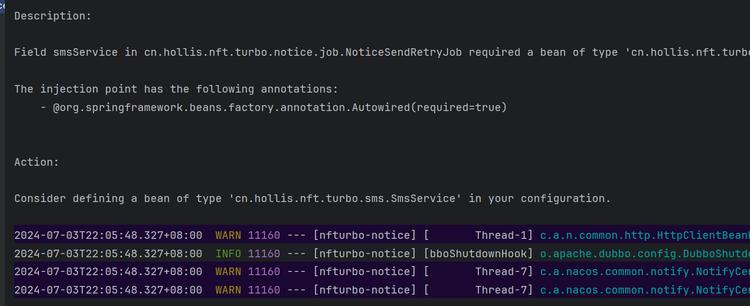 Description:
Field smsService in cn.hollis.nft.turbo.notice.job.NoticeSendRetryJob required a bean of type 'cn.hollis.nft.turbo
The injection point has the following annotations:
- @org.springframework.beans.factory.annotation.Autowired(required=true)
Action:
Consider defining a bean of type 'cn.hollis.nft.turbo.sms.SmsService' in your configuration.
2024-07-03T22:05:48.327+08:00 WARN 11160 --- [nfturbo-notice] [ Thread-1] c.a.n.common.http.HttpClientBean
2024-07-03T22:05:48.327+08:00 INFO 11160 --- [nfturbo-notice] [bboShutdownHook] o.apache.dubbo.config.DubboShutd
2024-07-03T22:05:48.327+08:00 WARN 11160 --- [nfturbo-notice] [ Thread-7] c.a.nacos.common.notify.NotifyCe
2024-07-03T22:05:48.327+08:00 WARN 11160 --- [nfturbo-notice] [ Thread-7] c.a.nacos.common.notify.NotifyCe